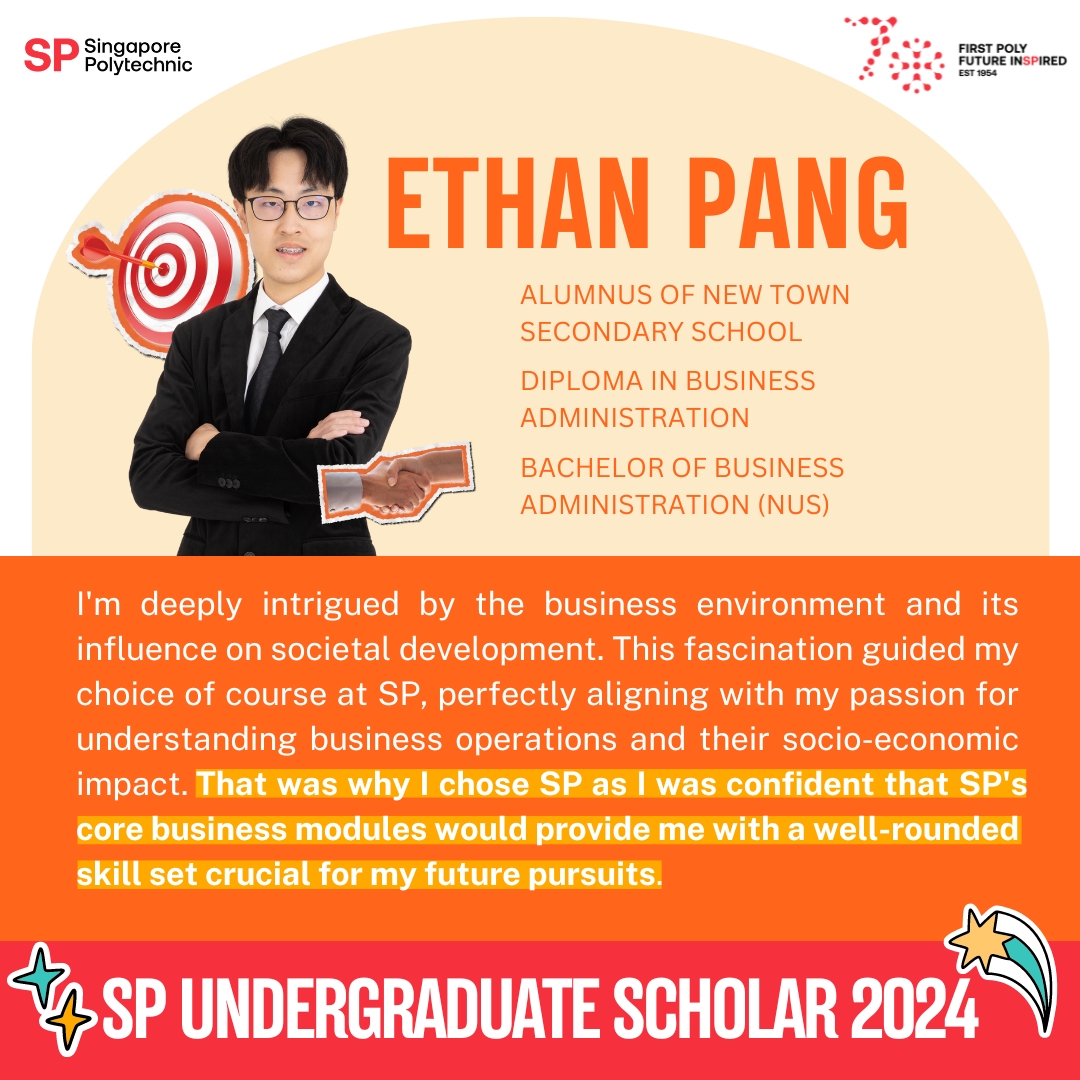 SP Singapore
Polytechnic
70
FIRST POLY
FUTURE INSPIRED
EST 1954
ETHAN PANG
ALUMNUS OF NEW TOWN
SECONDARY SCHOOL
DIPLOMA IN BUSINESS
ADMINISTRATION
BACHELOR OF BUSINESS
ADMINISTRATION (NUS)
I'm deeply intrigued by the business environment and its
influence on societal development. This fascination guided my
choice of course at SP, perfectly aligning with my passion for
understanding business operations and their socio-economic
impact. That was why I chose SP as I was confident that SP's
core business modules would provide me with a well-rounded
skill set crucial for my future pursuits.
SP UNDERGRADUATE SCHOLAR 2024